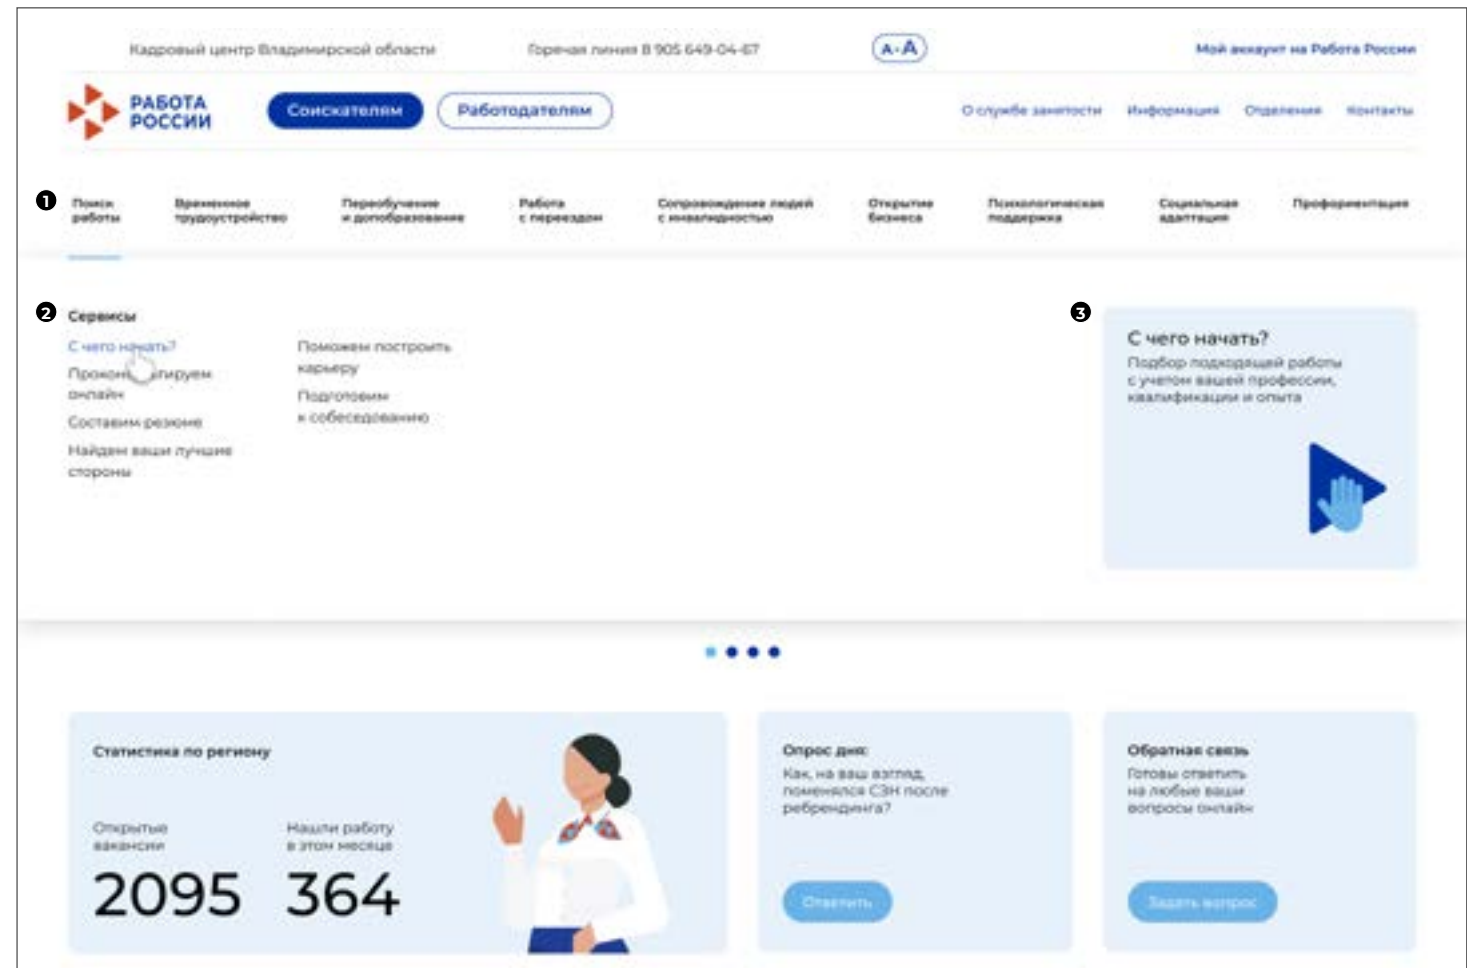 Кадровый центр Владимирской области
Горячая линия 8 905 649-04-67
A-A
Мой аккаунт на Работа России
РАБОТА
РОССИИ
Соискателям
Работодателям
О службе занятости
Информация
Отделения
Контакты
1
Поиск
работы
Временное
трудоустройство
Переобучение
и допобразование
Работа
с переездом
Сопровождение людей
с инвалидностью
Открытие
бизнеса
Психологическая
поддержка
Социальная
адаптация
Профориентация
2
Сервисы
С чего начать?
онлайн
Составим резюме
Найдем ваши лучшие
стороны
Поможем построить
карьеру
Подготовим
к собеседованию
3
С чего начать?
Подбор подходящей работы
с учетом вашей профессии,
квалификации и опыта
Статистика по региону
Открытые
вакансии
2095
Нашли работу
в этом месяце
364
Опрос дня:
Как, на ваш взгляд,
поменялся СЗН после
ребрендинга?
Ответить
Обратная связь
Готовы ответить
на любые ваши
вопросы онлайн
Задать вопрос